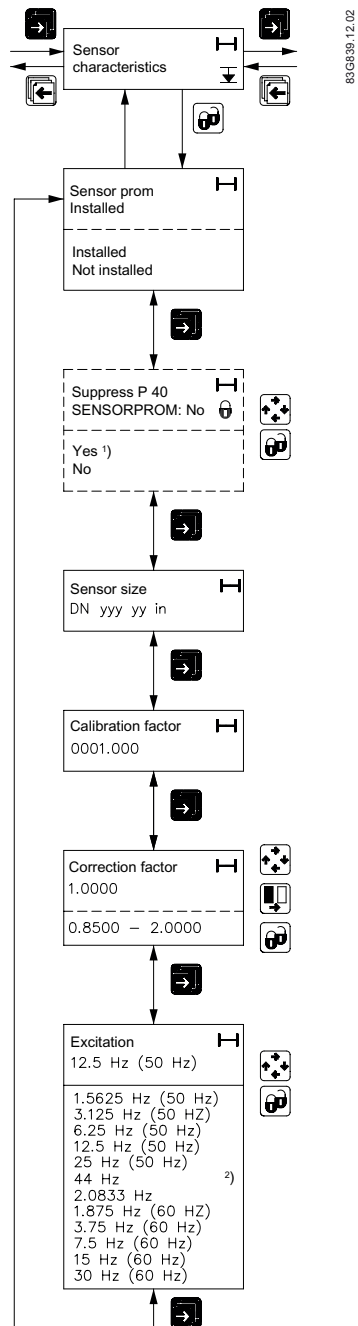 83G839.12.02
Sensor
characteristics
Sensor prom
Installed
Installed
Not installed
Suppress P 40
SENSORPROM: No
Yes ¹)
No
Sensor size
DN yyy yy in
Calibration factor
0001.000
Correction factor
1.0000
0.8500 – 2.0000
Excitation
12.5 Hz (50 Hz)
1.5625 Hz (50 Hz)
3.125 Hz (50 HZ)
6.25 Hz (50 Hz)
12.5 Hz (50 Hz)
25 Hz (50 Hz)
44 Hz ²)
2.0833 Hz
1.875 Hz (60 HZ)
3.75 Hz (60 Hz)
7.5 Hz (60 Hz)
15 Hz (60 Hz)
30 Hz (60 Hz)